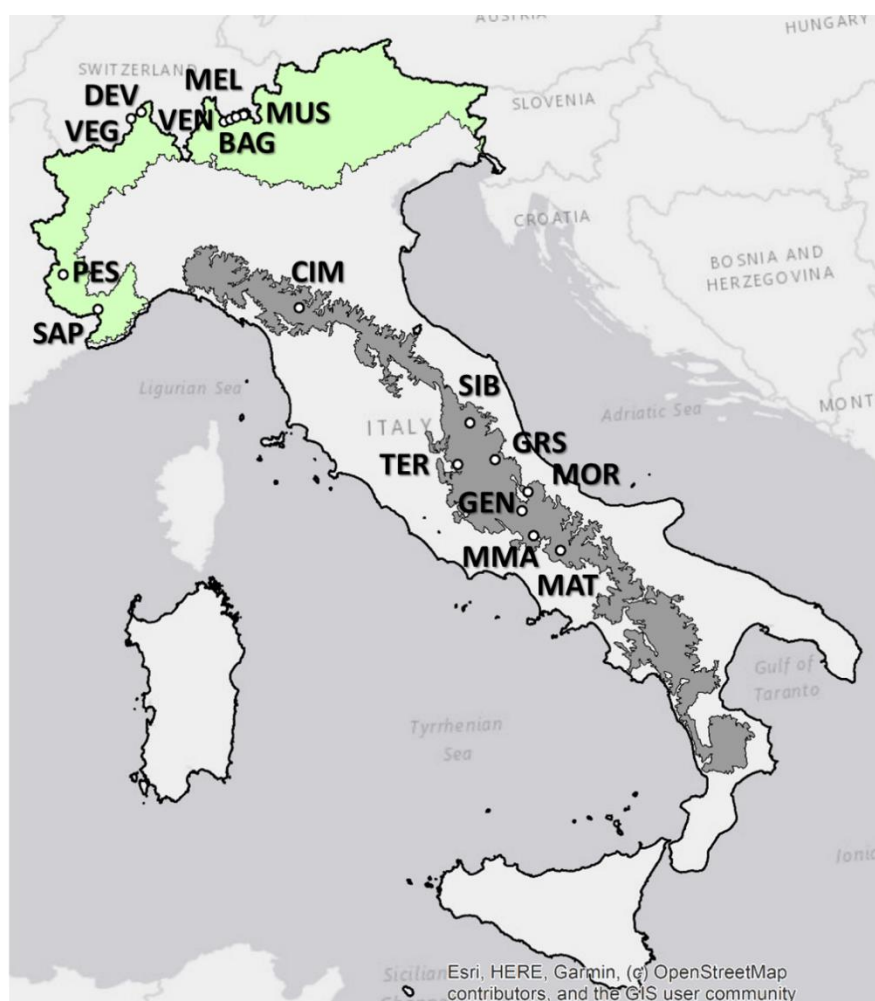 AUSTRIA
HUNGARY
SWITZERLAND
MEL
DEV
SLOVENIA
VEG
VEN
MUS
BAG
CROATIA
BOSNIA AND
HERZEGOVINA
PES
CIM
SAP
Ligurian Sea
SIB
Adriatic Sea
MONT
ITALY
GRS
TER
MOR
GEN
MMA
MAT
Gulf of
Taranto
Tyrrhenian
Sea
Ionia
Sicilian
Esri, HERE, Garmin, (c) OpenStreetMap
contributors, and the GIS user community